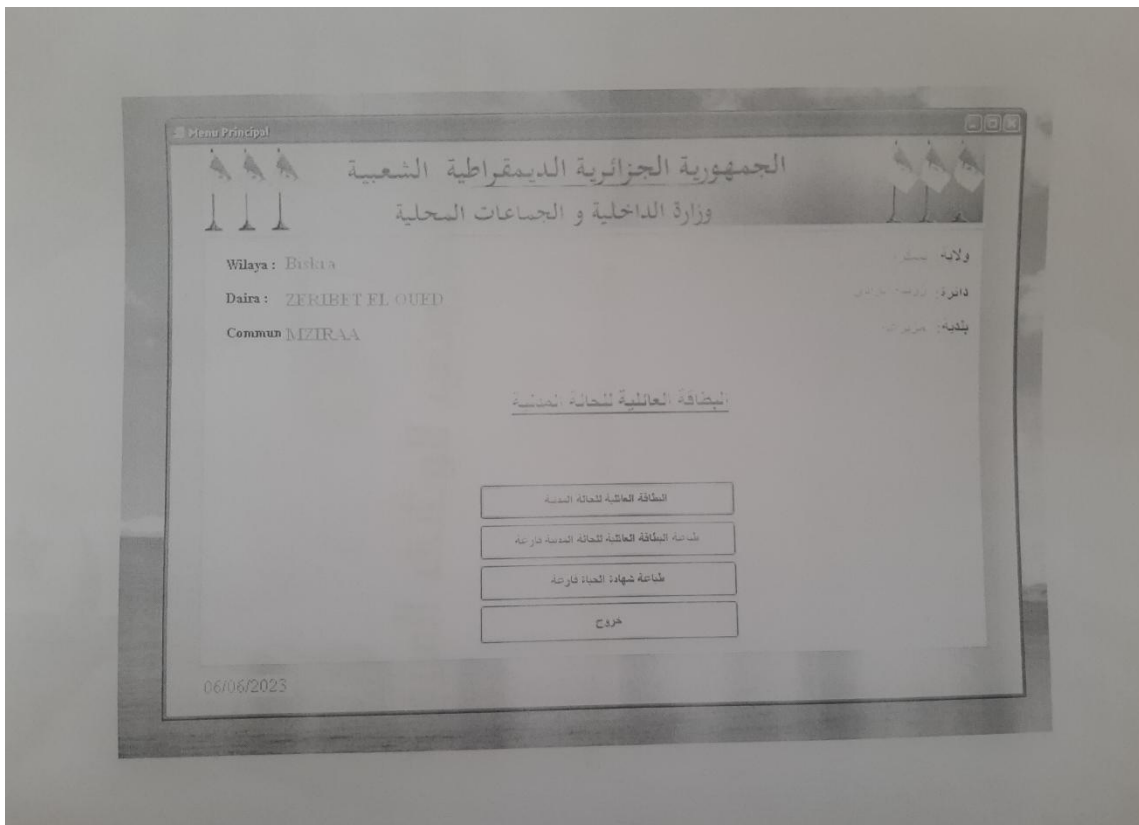 Menu Principal
الجمهورية الجزائرية الديمقراطية الشعبية
وزارة الداخلية و الجماعات المحلية
Wilaya : Biskra ولاية:
Daira : ZERIBET EL OUED دائرة:
Commun MZIRAA بلدية:
البطاقة العائلية للحالة المدنية
البطاقة العائلية للحالة المدنية
طباعة البطاقة العائلية للحالة المدنية فارغة
طباعة شهادة الحياة فارغة
خروج
06/06/2023